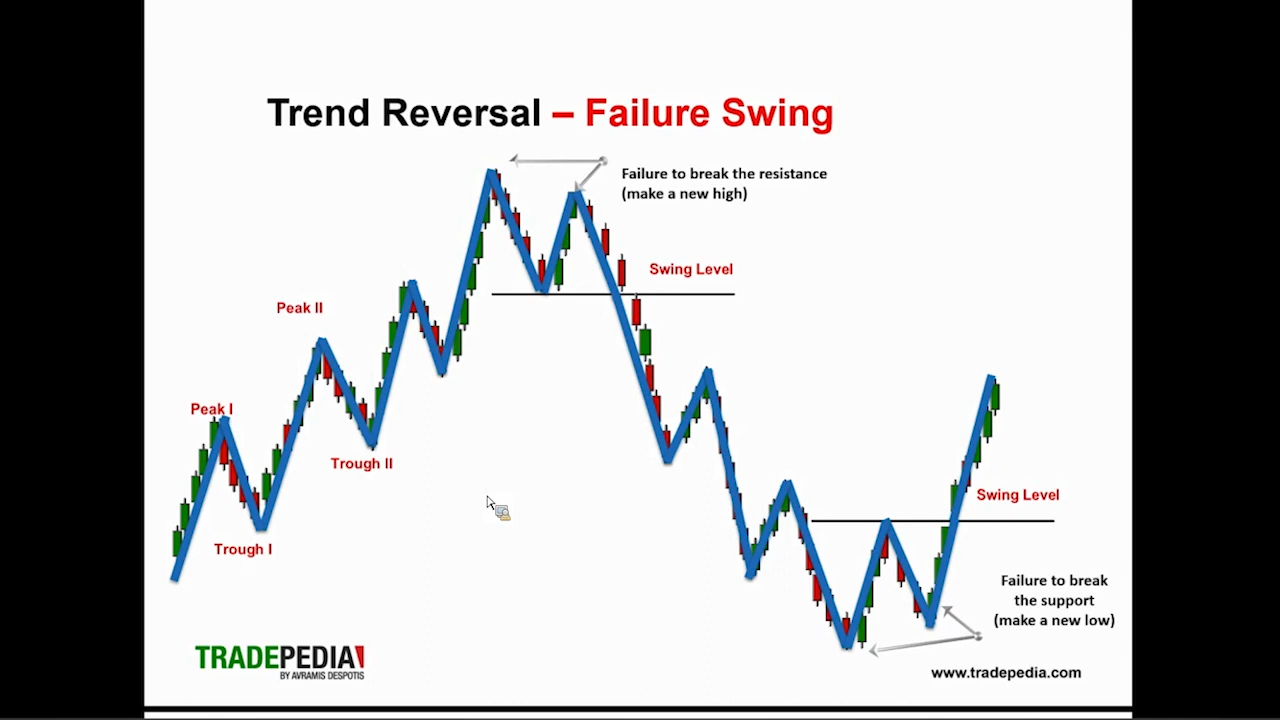 Trend Reversal – Failure Swing
Failure to break the resistance
(make a new high)
Swing Level
Peak II
Peak I
Trough II
Trough I
Swing Level
Failure to break
the support
(make a new low)
TRADEPEDIA
BY AVRAMIS DESPOTIS
www.tradepedia.com